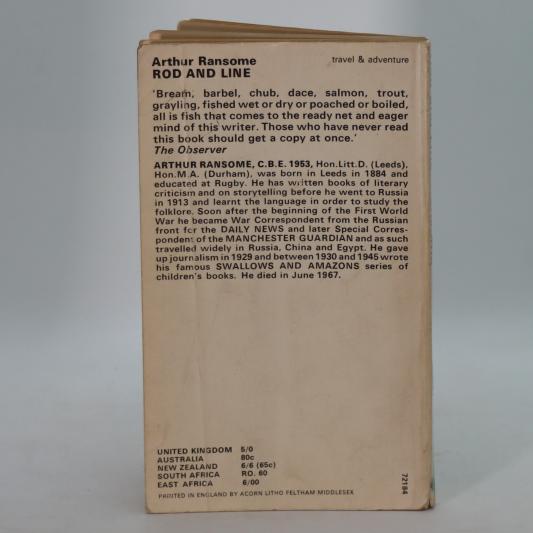 Arthur Ransome travel & adventure
ROD AND LINE
'Bream, barbel, chub, dace, salmon, trout,
grayling, fished wet or dry or poached or boiled,
all is fish that comes to the ready net and eager
mind of this writer. Those who have never read
this book should get a copy at once.'
The Observer
ARTHUR RANSOME, C.B.E. 1953, Hon.Litt.D. (Leeds),
Hon.M.A. (Durham), was born in Leeds in 1884 and
educated at Rugby. He has written books of literary
criticism and on storytelling before he went to Russia
in 1913 and learnt the language in order to study the
folklore. Soon after the beginning of the First World
War he became War Correspondent from the Russian
front for the DAILY NEWS and later Special Corres-
pondent of the MANCHESTER GUARDIAN and as such
travelled widely in Russia, China and Egypt. He gave
up journalism in 1929 and between 1930 and 1945 wrote
his famous SWALLOWS AND AMAZONS series of
children's books. He died in June 1967.
UNITED KINGDOM 5/0
AUSTRALIA 80c
NEW ZEALAND 6/6 (65c)
SOUTH AFRICA RO. 60
EAST AFRICA 6/00
PRINTED IN ENGLAND BY ACORN LITHO FELTHAM MIDDLESEX
72184